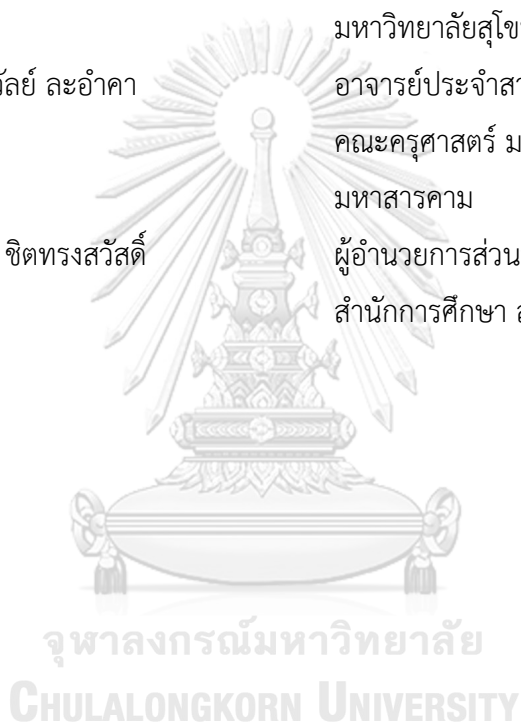 มหาวิทยาลัยสุโข
วัลย์ ละอำคา อาจารย์ประจำสา
คณะครุศาสตร์ ม
มหาสารคาม
ชิตทรงสวัสดิ์ ผู้อำนวยการส่วน
สำนักการศึกษา ส
จุฬาลงกรณ์มหาวิทยาลัย
CHULALONGKORN UNIVERSITY